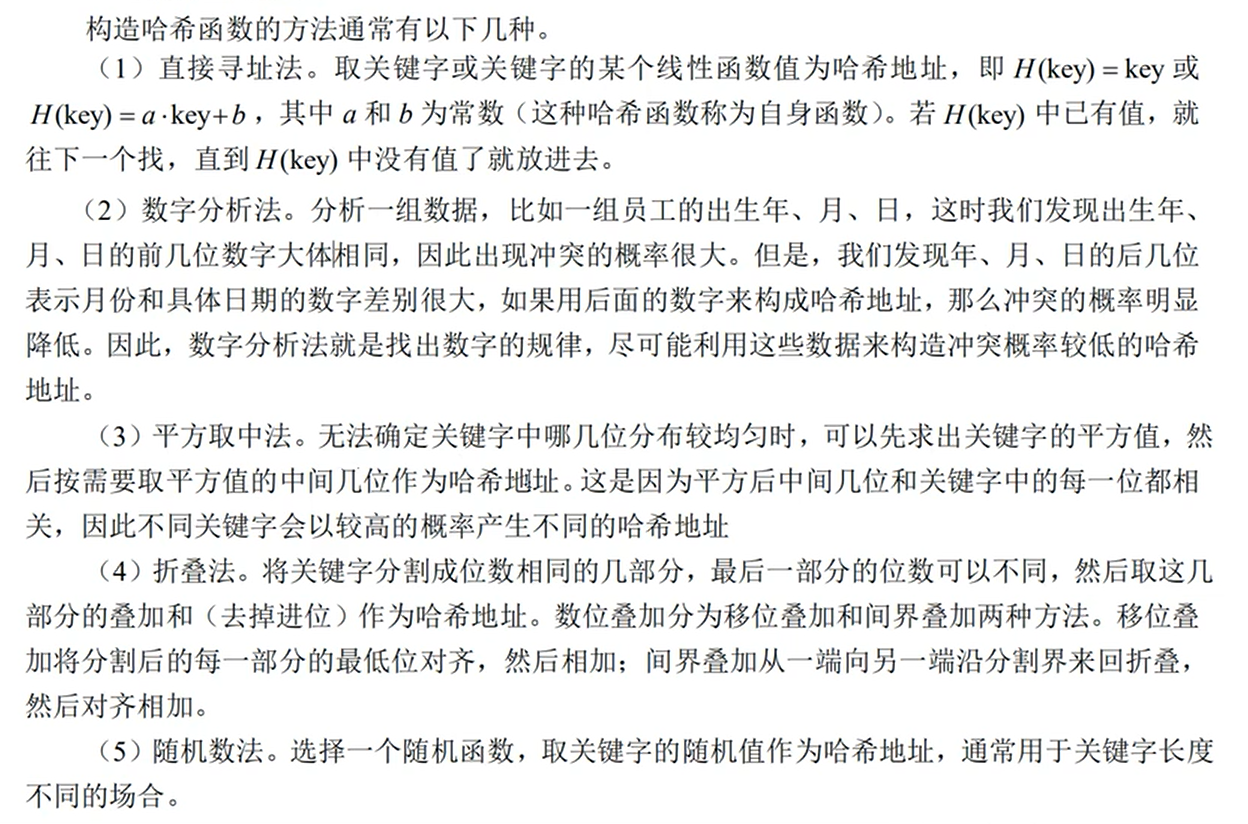 构造哈希函数的方法通常有以下几种。
（1）直接寻址法。取关键字或关键字的某个线性函数值为哈希地址，即 H(key) = key 或
H(key) = a·key+b，其中 a 和 b 为常数（这种哈希函数称为自身函数）。若 H(key) 中已有值，就
往下一个找，直到 H(key) 中没有值了就放进去。
（2）数字分析法。分析一组数据，比如一组员工的出生年、月、日，这时我们发现出生年、
月、日的前几位数字大体相同，因此出现冲突的概率很大。但是，我们发现年、月、日的后几位
表示月份和具体日期的数字差别很大，如果用后面的数字来构成哈希地址，那么冲突的概率明显
降低。因此，数字分析法就是找出数字的规律，尽可能利用这些数据来构造冲突概率较低的哈希
地址。
（3）平方取中法。无法确定关键字中哪几位分布较均匀时，可以先求出关键字的平方值，然
后按需要取平方值的中间几位作为哈希地址。这是因为平方后中间几位和关键字中的每一位都相
关，因此不同关键字会以较高的概率产生不同的哈希地址
（4）折叠法。将关键字分割成位数相同的几部分，最后一部分的位数可以不同，然后取这几
部分的叠加和（去掉进位）作为哈希地址。数位叠加分为移位叠加和间界叠加两种方法。移位叠
加将分割后的每一部分的最低位对齐，然后相加；间界叠加从一端向另一端沿分割界来回折叠，
然后对齐相加。
（5）随机数法。选择一个随机函数，取关键字的随机值作为哈希地址，通常用于关键字长度
不同的场合。